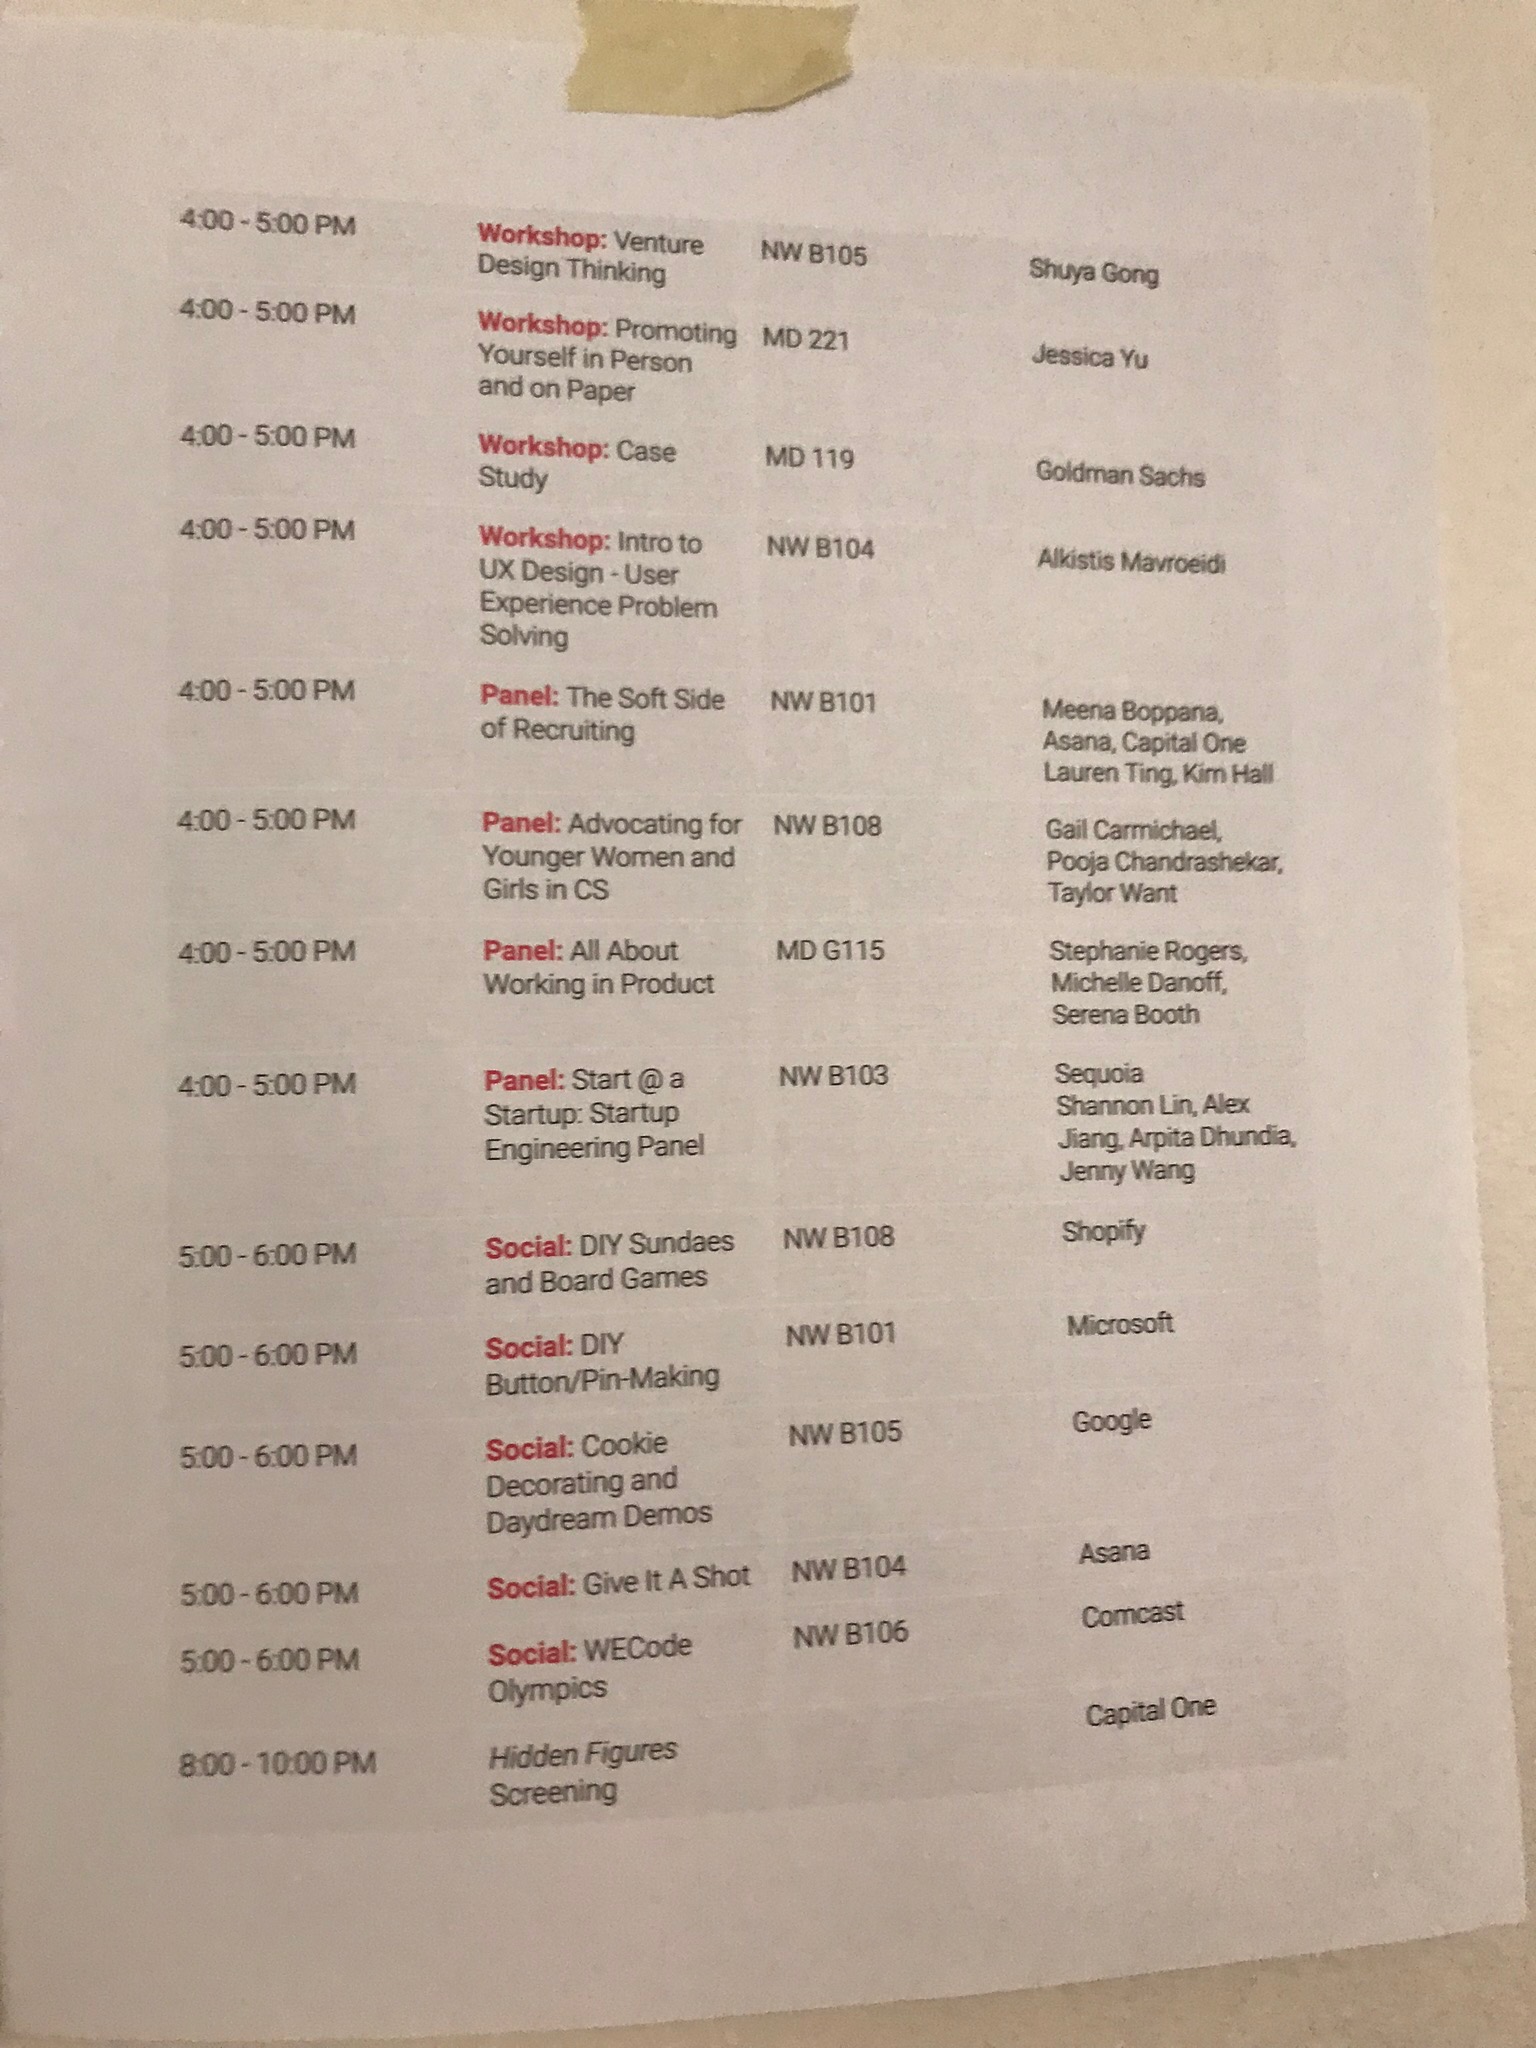 4:00 - 5:00 PM
Workshop: Venture
Design Thinking
NW B105
Shuya Gong
4:00 - 5:00 PM
Workshop: Promoting
Yourself in Person
and on Paper
MD 221
Jessica Yu
4:00 - 5:00 PM
Workshop: Case
Study
MD 119
Goldman Sachs
4:00 - 5:00 PM
Workshop: Intro to
UX Design - User
Experience Problem
Solving
NW B104
Alkistis Mavroeidi
4:00 - 5:00 PM
Panel: The Soft Side
of Recruiting
NW B101
Meena Boppana,
Asana, Capital One
Lauren Ting, Kim Hall
4:00 - 5:00 PM
Panel: Advocating for
Younger Women and
Girls in CS
NW B108
Gail Carmichael,
Pooja Chandrashekar,
Taylor Want
4:00 - 5:00 PM
Panel: All About
Working in Product
MD G115
Stephanie Rogers,
Michelle Danoff,
Serena Booth
4:00 - 5:00 PM
Panel: Start @ a
Startup: Startup
Engineering Panel
NW B103
Sequoia
Shannon Lin, Alex
Jiang, Arpita Dhundia,
Jenny Wang
5:00 - 6:00 PM
Social: DIY Sundaes
and Board Games
NW B108
Shopify
5:00 - 6:00 PM
Social: DIY
Button/Pin-Making
NW B101
Microsoft
5:00 - 6:00 PM
Social: Cookie
Decorating and
Daydream Demos
NW B105
Google
5:00 - 6:00 PM
Social: Give It A Shot
NW B104
Asana
5:00 - 6:00 PM
Social: WECode
Olympics
NW B106
Comcast
8:00 - 10:00 PM
Hidden Figures
Screening
Capital One